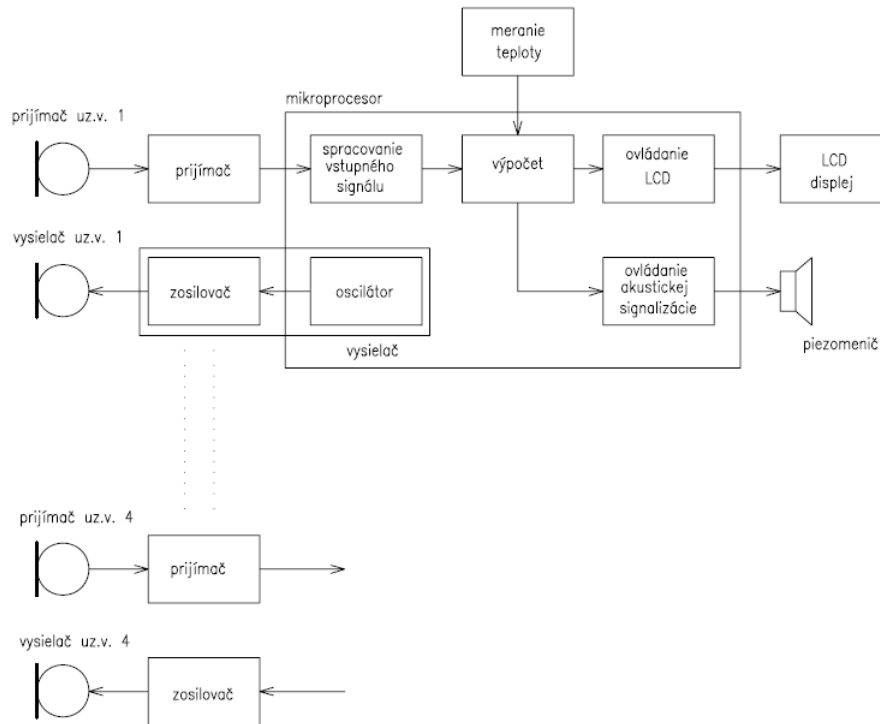 meranie
teploty
mikroprocesor
prijímač uz.v. 1
prijímač
spracovanie
vstupného
signálu
výpočet
ovládanie
LCD
LCD
displej
vysielač uz.v. 1
zosilovač
oscilátor
ovládanie
akustickej
signalizácie
vysielač
piezomenič
prijímač uz.v. 4
prijímač
vysielač uz.v. 4
zosilovač